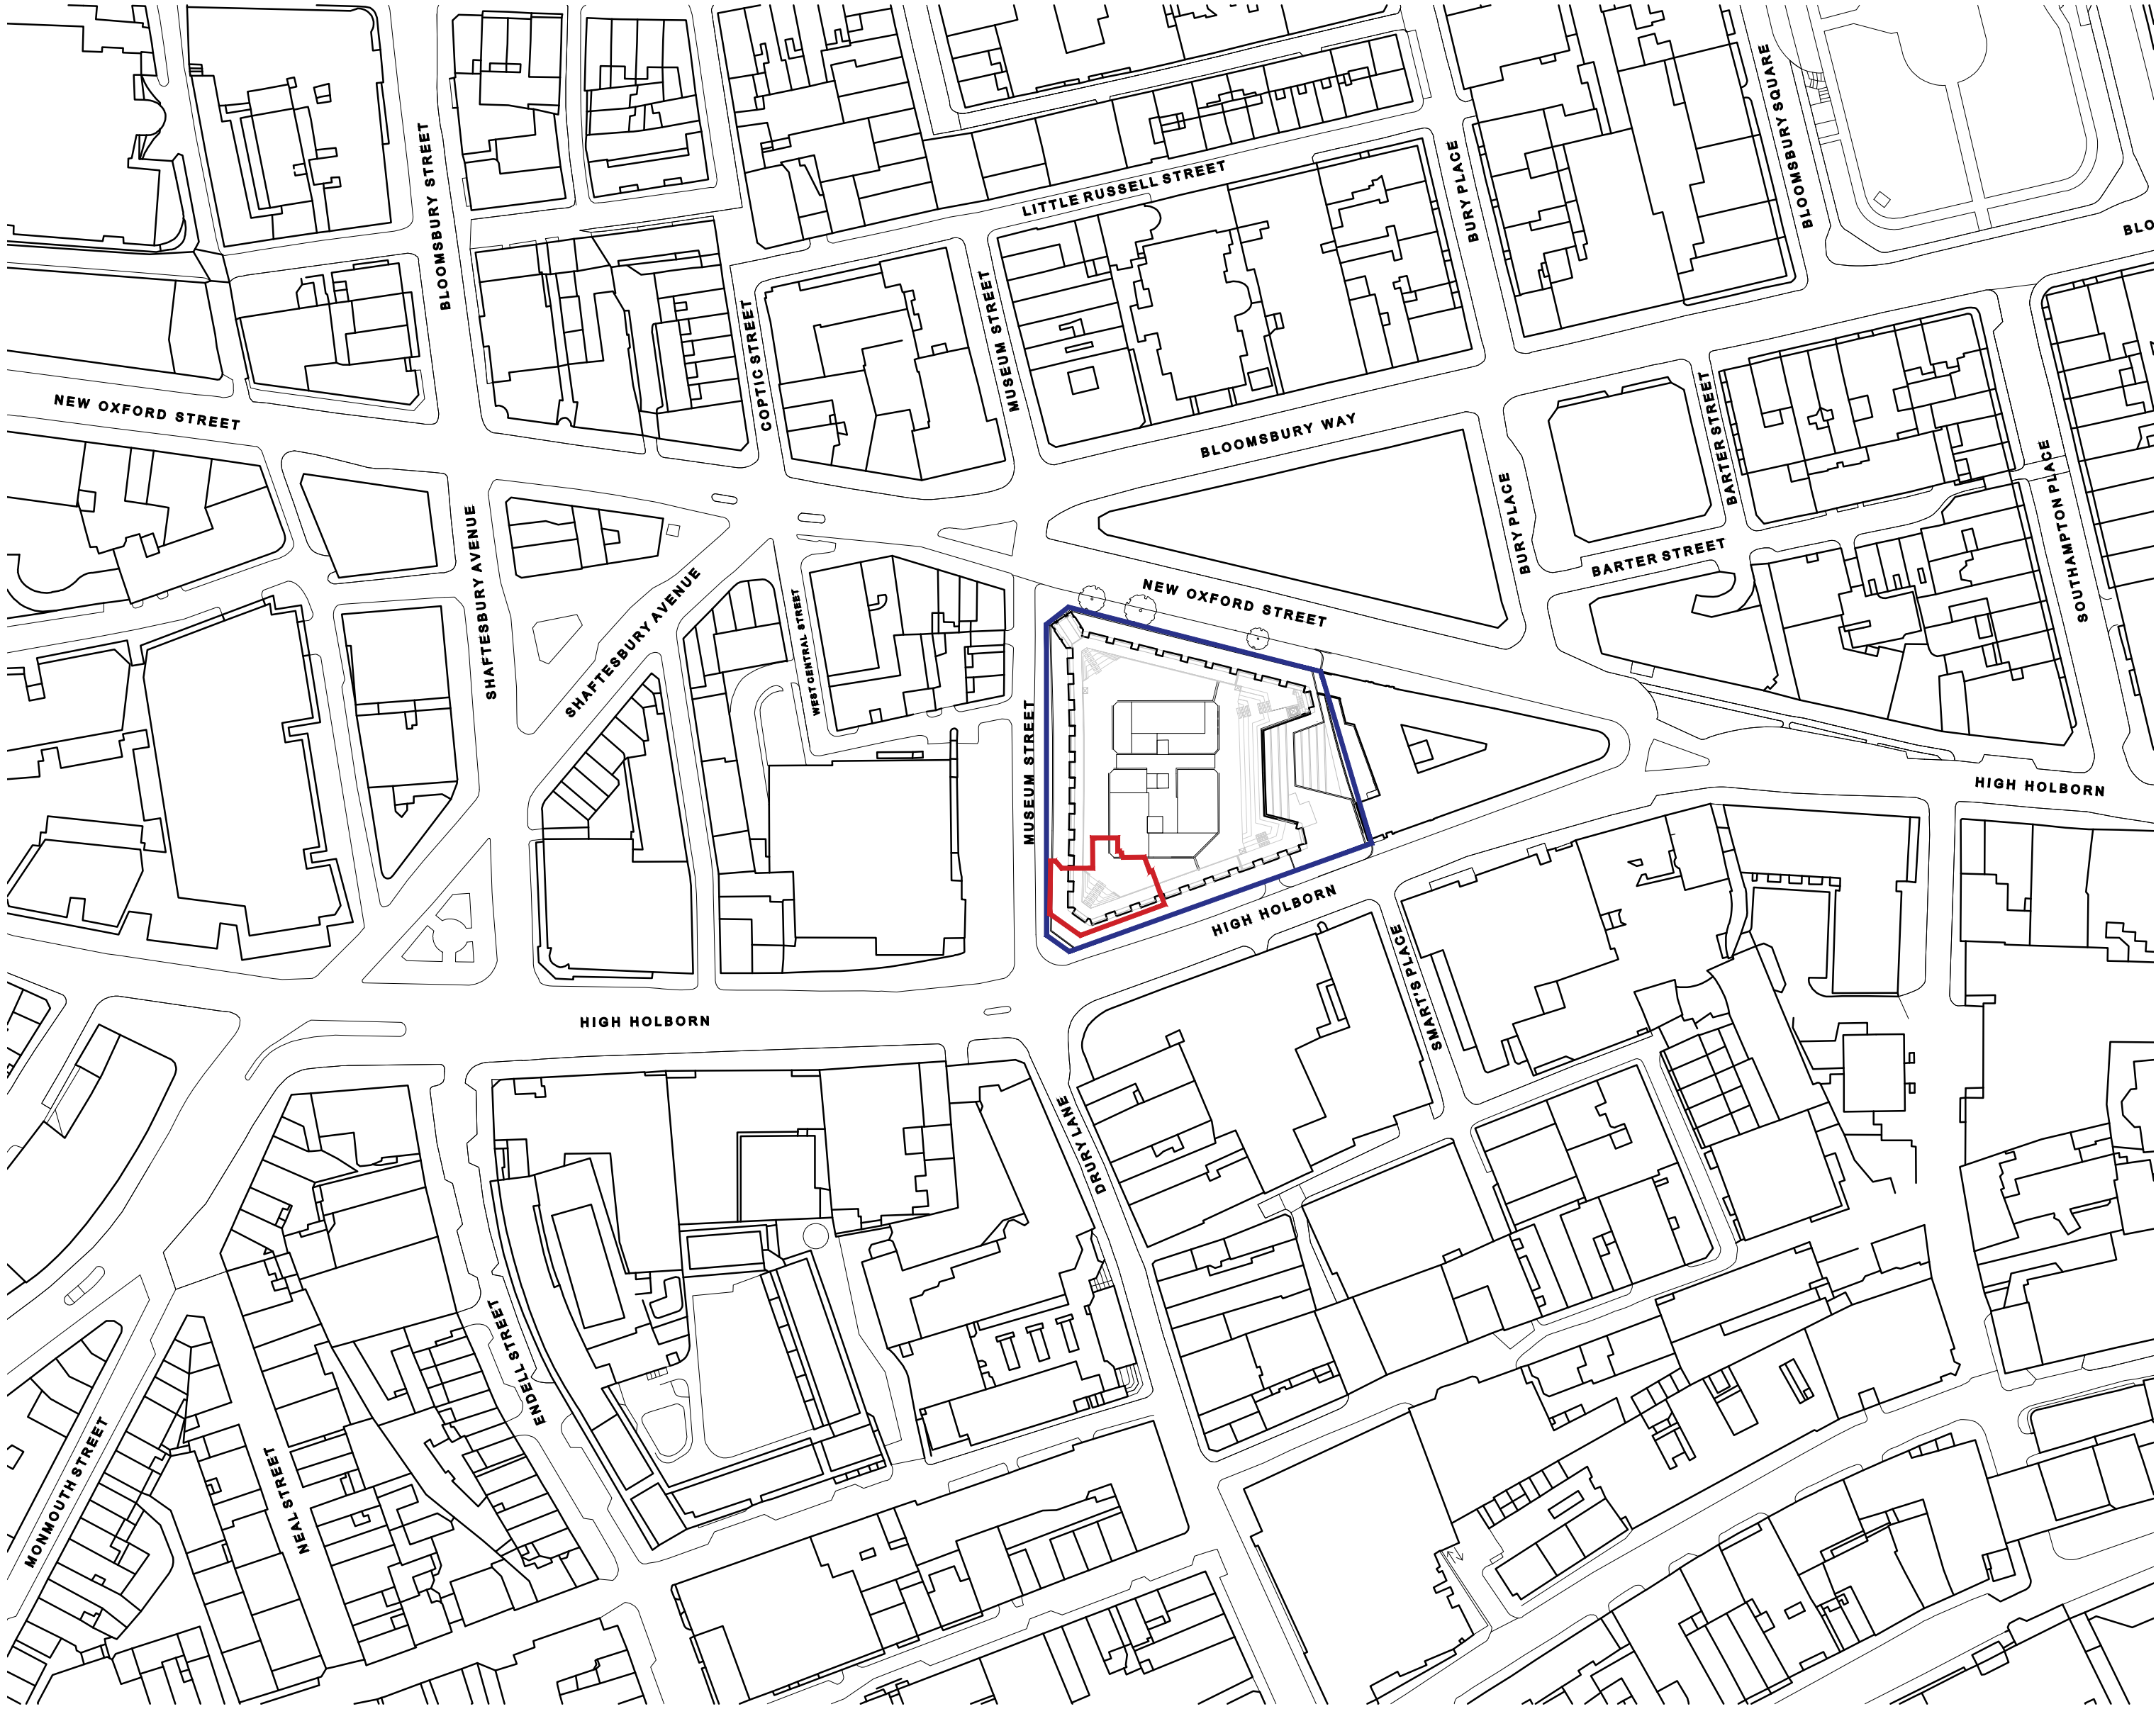 BLOOMSBURY SQUARE
BLOOMSBURY STREET
BURY PLACE
LITTLE RUSSELL STREET
BLO
MUSEUM STREET
COPTIC STREET
NEW OXFORD STREET
BLOOMSBURY WAY
BARTER STREET
SOUTHAMPTON PLACE
BURY PLACE
SHAFTESBURY AVENUE
BARTER STREET
SHAFTESBURY AVENUE
WEST CENTRAL STREET
NEW OXFORD STREET
MUSEUM STREET
HIGH HOLBORN
HIGH HOLBORN
SMART'S PLACE
HIGH HOLBORN
DRURY LANE
ENDELL STREET
MONMOUTH STREET
NEAL STREET